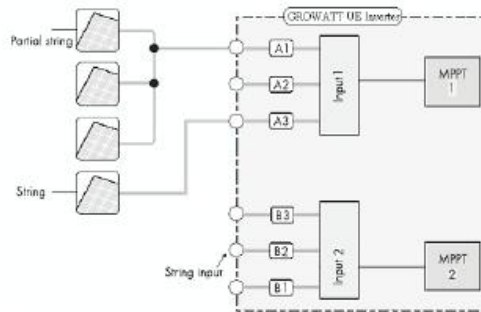 GROWATT UE Inverter
Partial string
A1
A2
A3
Input 1
MPPT
1
String
B3
B2
B1
String input
Input 2
MPPT
2